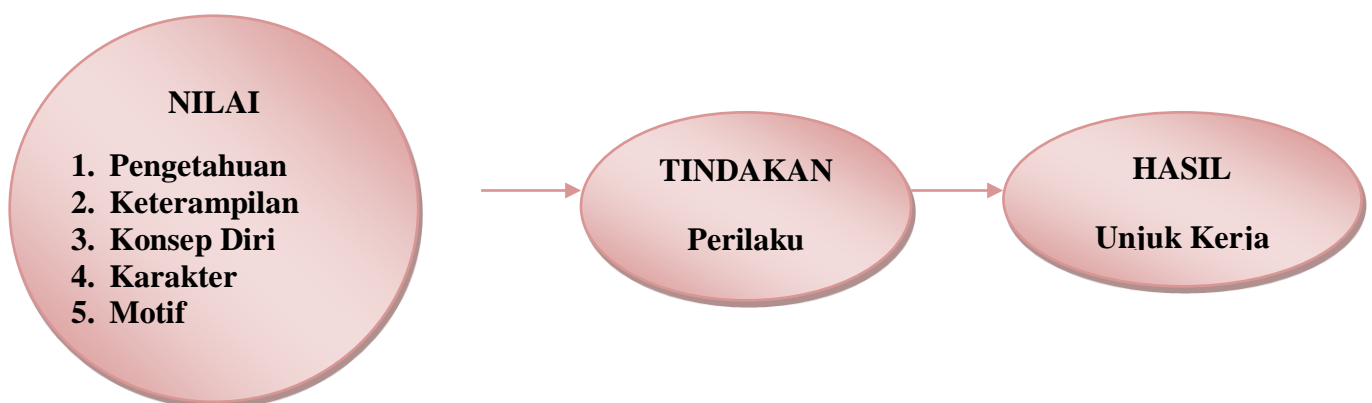 NILAI
1. Pengetahuan
2. Keterampilan
3. Konsep Diri
4. Karakter
5. Motif
TINDAKAN
Perilaku
HASIL
Unjuk Kerja